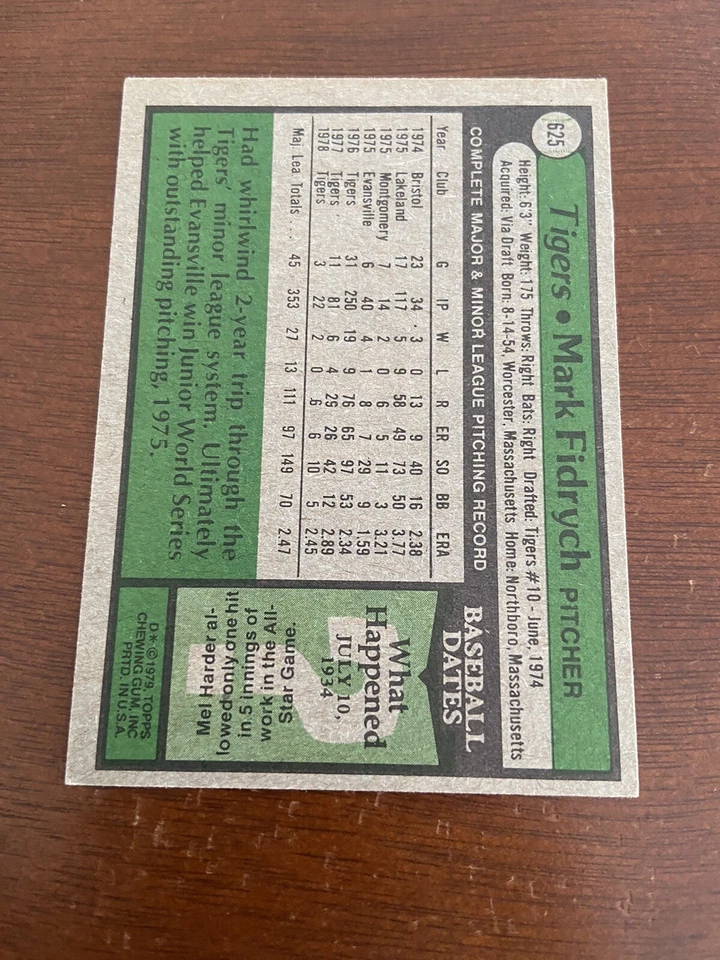 625
Tigers • Mark Fidrych PITCHER
Height: 6'3" Weight: 175 Throws: Right Bats: Right Drafted: Tigers #10 - June, 1974
Acquired: Via Draft Born: 8-14-54, Worcester, Massachusetts Home: Northboro, Massachusetts
COMPLETE MAJOR & MINOR LEAGUE PITCHING RECORD
Year Club G IP W L R ER SO BB ERA
1974 Bristol 23 34 3 0 13 9 40 16 2.38
1975 Lakeland 17 117 5 9 58 49 73 50 3.77
1975 Montgomery 7 14 2 0 6 5 11 3 3.21
1975 Evansville 6 40 4 1 8 7 29 9 1.59
1976 Tigers 31 250 19 9 76 65 97 53 2.34
1977 Tigers 11 81 6 4 29 26 42 12 2.89
1978 Tigers 3 22 2 0 6 6 10 5 2.45
Maj. Lea. Totals . . . 45 353 27 13 111 97 149 70 2.47
Had whirlwind 2-year trip through the
Tigers' minor league system. Ultimately
helped Evansville win Junior World Series
with outstanding pitching, 1975.
BASEBALL
DATES
What
Happened
JULY 10,
1934
?
Mel Harder al-
lowed only one hit
in 5 innings of
work in the All-
Star Game.
D* © 1979, TOPPS
CHEWING GUM, INC
PRTD. IN U.S.A.